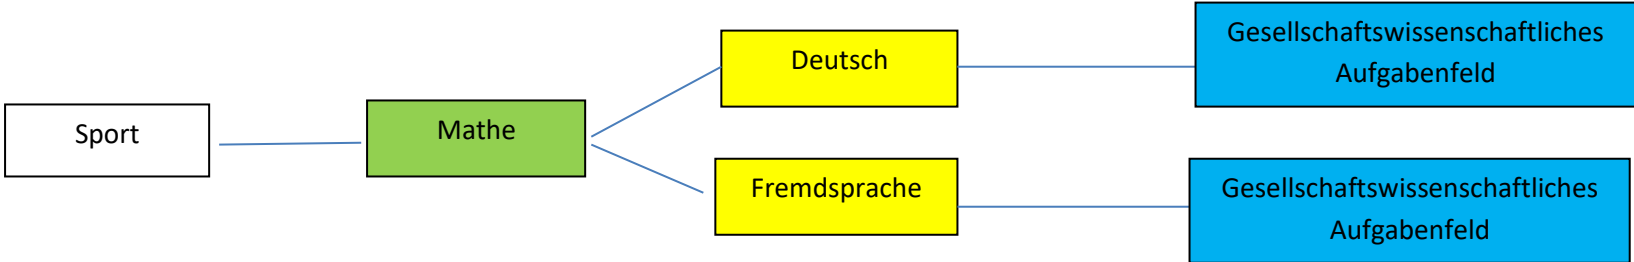 Sport
Mathe
Deutsch
Gesellschaftswissenschaftliches
Aufgabenfeld
Fremdsprache
Gesellschaftswissenschaftliches
Aufgabenfeld